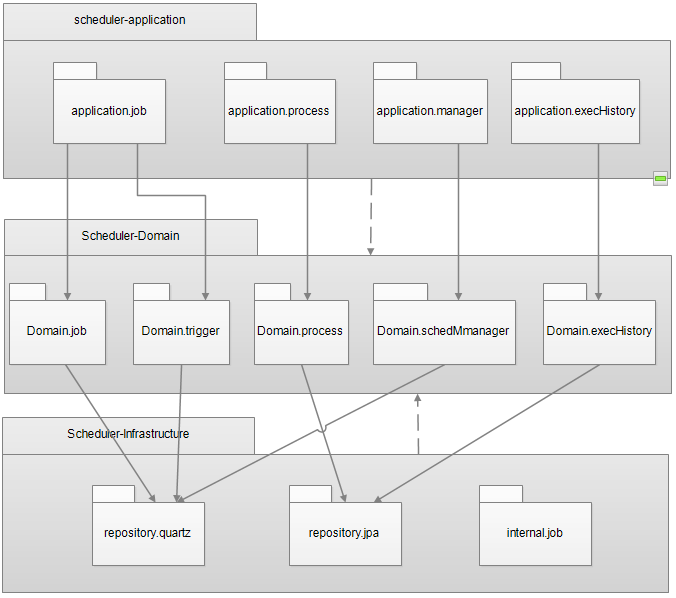 scheduler-application
application.job
application.process
application.manager
application.execHistory
Scheduler-Domain
Domain.job
Domain.trigger
Domain.process
Domain.schedMmanager
Domain.execHistory
Scheduler-Infrastructure
repository.quartz
repository.jpa
internal.job